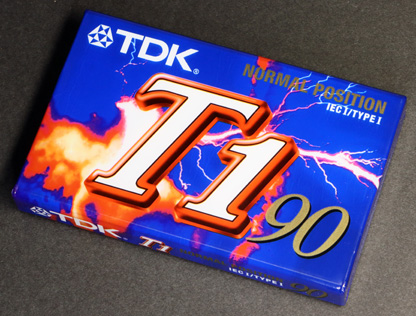 TDK®
NORMAL POSITION
IEC I/TYPE I
T1
90
TDK®
T1
IEC I/TYPE I
90